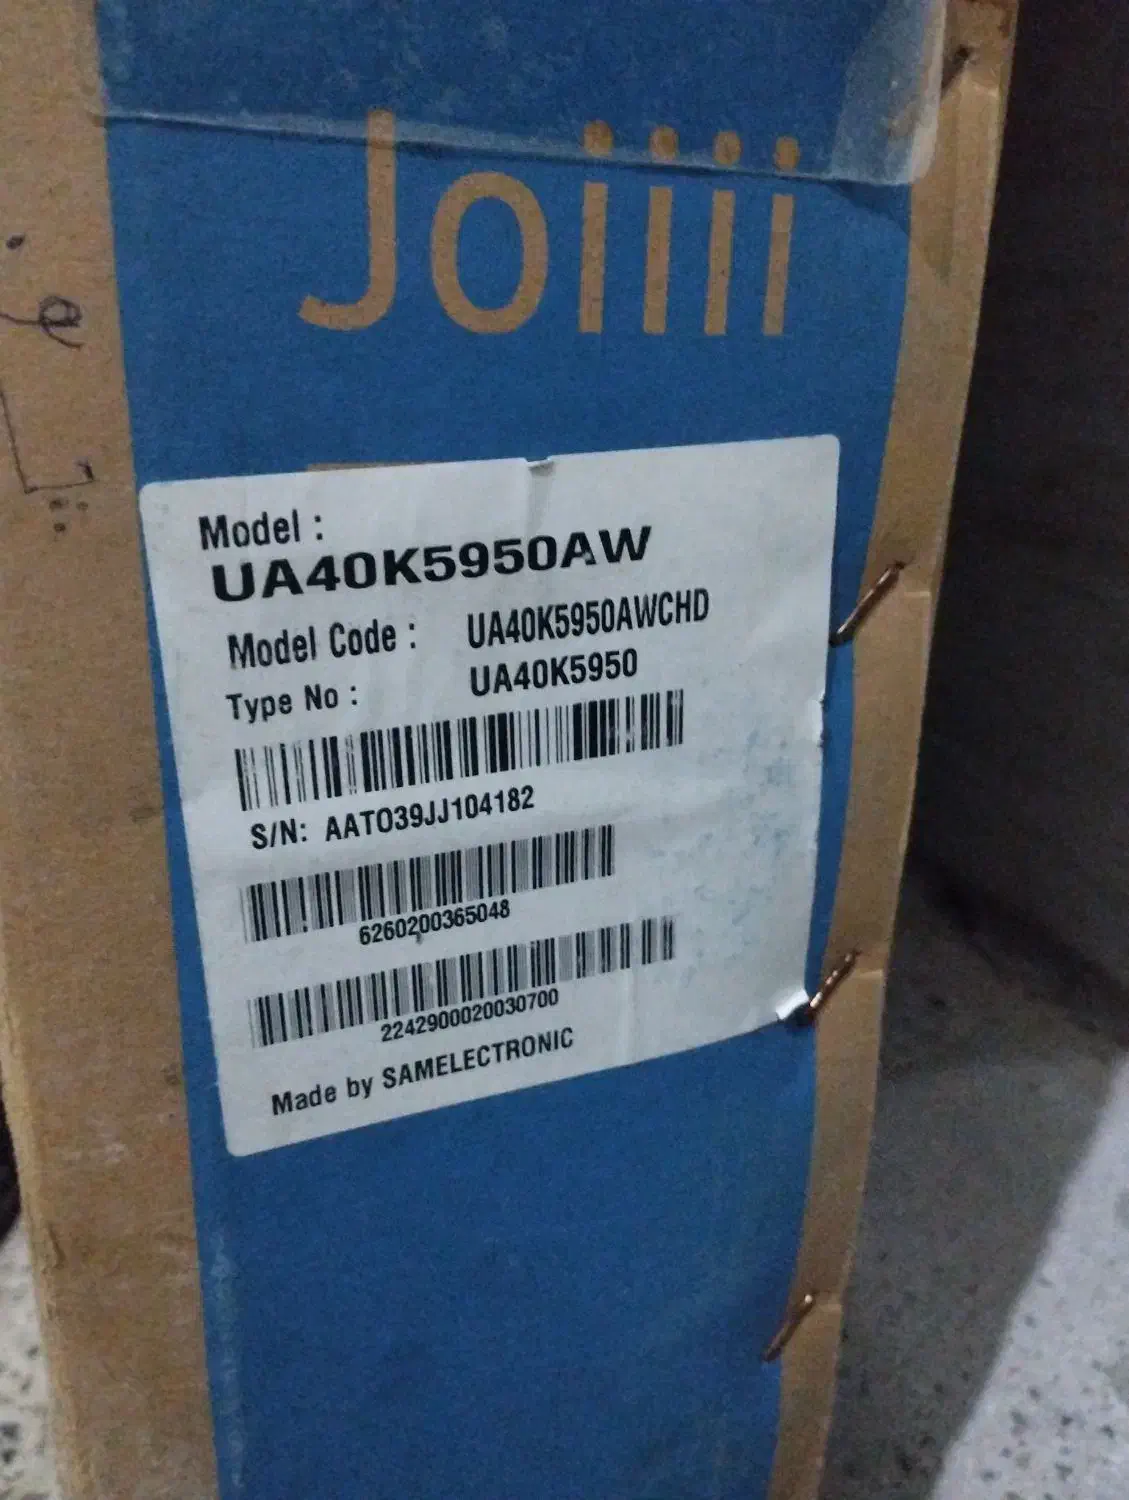 Joiiii
Model :
UA40K5950AW
Model Code : UA40K5950AWCHD
Type No : UA40K5950
S/N: AATO39JJ104182
6260200365048
2242900020030700
Made by SAMELECTRONIC